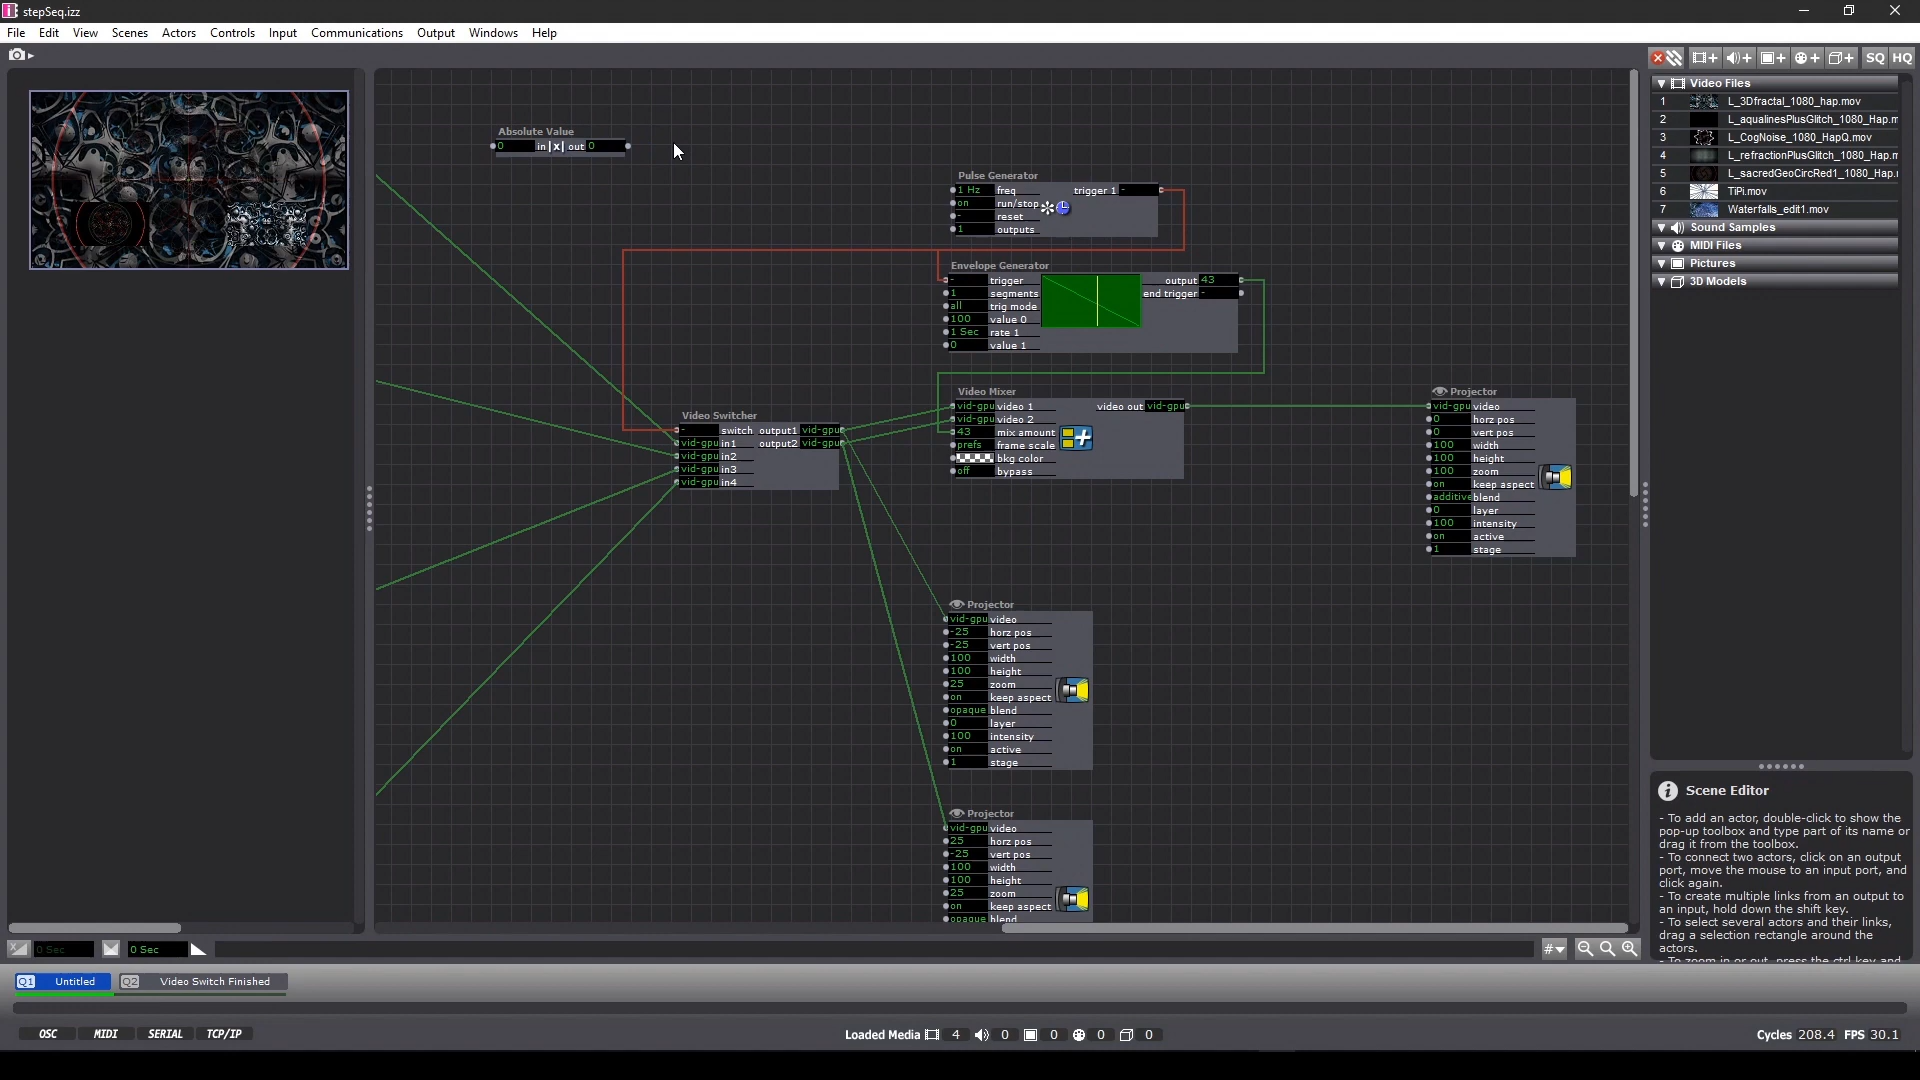 stepSeq.izz
File Edit View Scenes Actors Controls Input Communications Output Windows Help
SQ HQ
Video Files
1 L_3Dfractal_1080_hap.mov
2 L_aqualinesPlusGlitch_1080_Hap.m
3 L_CogNoise_1080_HapQ.mov
4 L_refractionPlusGlitch_1080_Hap.m
5 L_sacredGeoCircRed1_1080_Hap.
6 TiPi.mov
7 Waterfalls_edit1.mov
Sound Samples
MIDI Files
Pictures
3D Models
Absolute Value
0 in |x| out 0
Pulse Generator
1 Hz freq trigger 1 -
on run/stop
- reset
1 outputs
Envelope Generator
trigger output 43
1 segments end trigger -
all trig mode
100 value 0
1 Sec rate 1
0 value 1
Video Switcher
- switch output1 vid-gpu
vid-gpu in1 output2 vid-gpu
vid-gpu in2
vid-gpu in3
vid-gpu in4
Video Mixer
vid-gpu video 1 video out vid-gpu
vid-gpu video 2
43 mix amount
prefs frame scale
bkg color
off bypass
Projector
vid-gpu video
0 horz pos
0 vert pos
100 width
100 height
100 zoom
on keep aspect
additive blend
0 layer
100 intensity
on active
1 stage
Projector
vid-gpu video
-25 horz pos
-25 vert pos
100 width
100 height
25 zoom
on keep aspect
opaque blend
0 layer
100 intensity
on active
1 stage
Projector
vid-gpu video
25 horz pos
-25 vert pos
100 width
100 height
25 zoom
on keep aspect
opaque blend
Scene Editor
- To add an actor, double-click to show the
pop-up toolbox and type part of its name or
drag it from the toolbox.
- To connect two actors, click on an output
port, move the mouse to an input port, and
click again.
- To create multiple links from an output to
an input, hold down the shift key.
- To select several actors and their links,
drag a selection rectangle around the
actors.
- To zoom in or out, press the ctrl key and
0 Sec 0 Sec #
Q1 Untitled Q2 Video Switch Finished
OSC MIDI SERIAL TCP/IP Loaded Media 4 0 0 0 0 Cycles 208.4 FPS 30.1